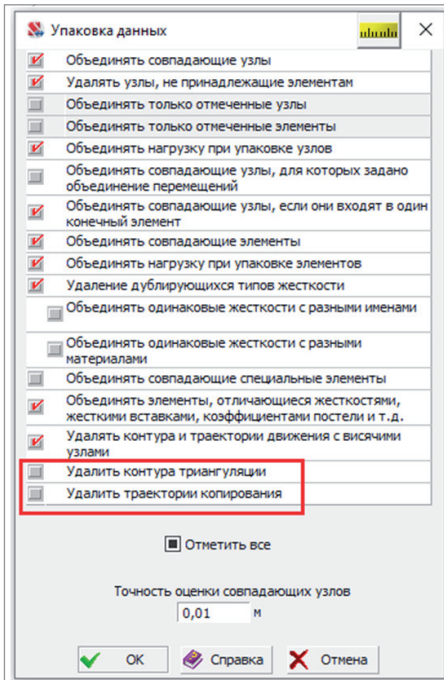 Упаковка данных
Объединять совпадающие узлы
Удалять узлы, не принадлежащие элементам
Объединять только отмеченные узлы
Объединять только отмеченные элементы
Объединять нагрузку при упаковке узлов
Объединять совпадающие узлы, для которых задано
объединение перемещений
Объединять совпадающие узлы, если они входят в один
конечный элемент
Объединять совпадающие элементы
Объединять нагрузку при упаковке элементов
Удаление дублирующихся типов жесткости
Объединять одинаковые жесткости с разными именами
Объединять одинаковые жесткости с разными
материалами
Объединять совпадающие специальные элементы
Объединять элементы, отличающиеся жесткостями,
жесткими вставками, коэффициентами постели и т.д.
Удалять контура и траектории движения с висячими
узлами
Удалить контура триангуляции
Удалить траектории копирования
Отметить все
Точность оценки совпадающих узлов
0,01 м
OK Справка Отмена